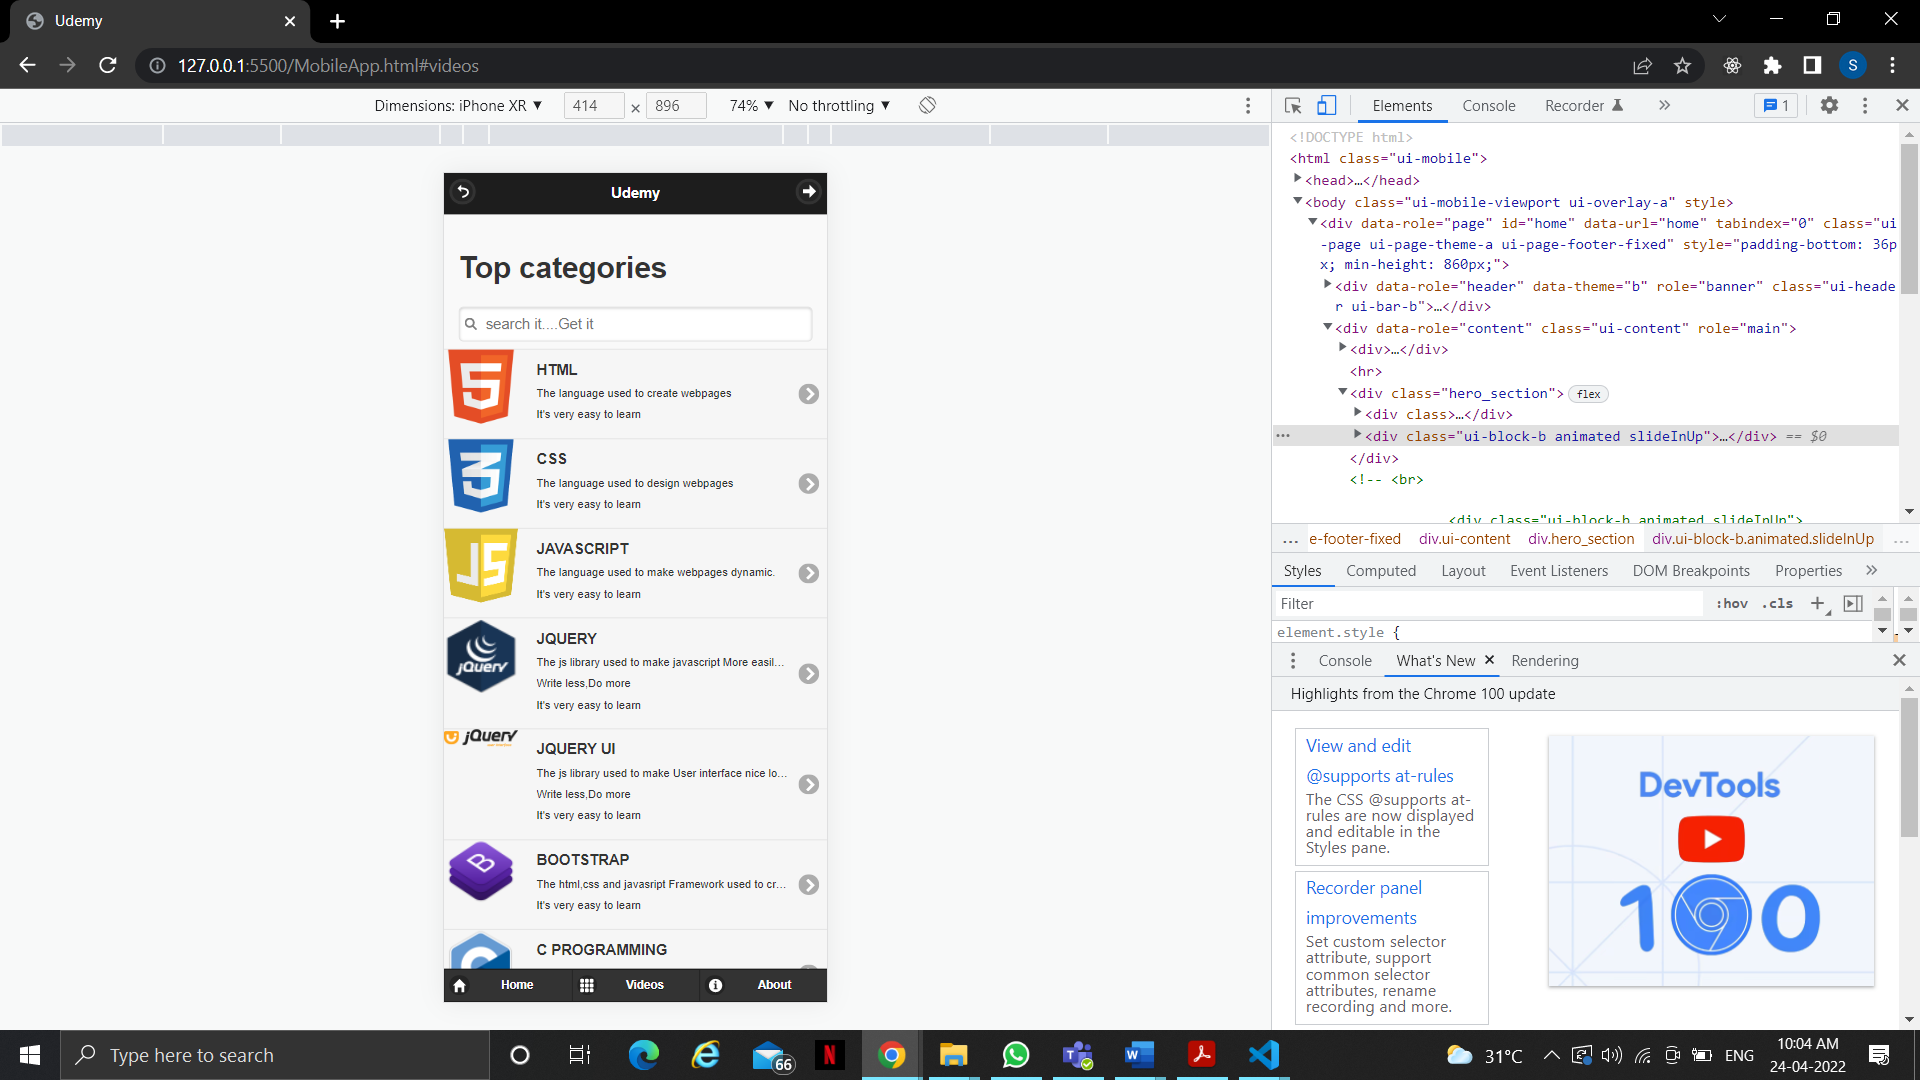 Udemy
127.0.0.1:5500/MobileApp.html#videos
S
Dimensions: iPhone XR ▼ 414 × 896 74% ▼ No throttling ▼
Udemy
Top categories
search it....Get it
HTML
The language used to create webpages
It's very easy to learn
CSS
The language used to design webpages
It's very easy to learn
JS
JAVASCRIPT
The language used to make webpages dynamic.
It's very easy to learn
jQuery
JQUERY
The js library used to make javascript More easil...
Write less,Do more
It's very easy to learn
jQuery
JQUERY UI
The js library used to make User interface nice lo...
Write less,Do more
It's very easy to learn
B
BOOTSTRAP
The html,css and javasript Framework used to cr...
It's very easy to learn
C PROGRAMMING
Home Videos About
Elements Console Recorder 1
<!DOCTYPE html>
<html class="ui-mobile">
<head>…</head>
<body class="ui-mobile-viewport ui-overlay-a" style>
<div data-role="page" id="home" data-url="home" tabindex="0" class="ui
-page ui-page-theme-a ui-page-footer-fixed" style="padding-bottom: 36p
x; min-height: 860px;">
<div data-role="header" data-theme="b" role="banner" class="ui-heade
r ui-bar-b">…</div>
<div data-role="content" class="ui-content" role="main">
<div>…</div>
<hr>
<div class="hero_section"> flex
<div class>…</div>
<div class="ui-block-b animated slideInUp">…</div> == $0
</div>
<!-- <br>
<div class="ui-block-b animated slideInUp">
... e-footer-fixed div.ui-content div.hero_section div.ui-block-b.animated.slideInUp ...
Styles Computed Layout Event Listeners DOM Breakpoints Properties
Filter :hov .cls
element.style {
Console What's New Rendering
Highlights from the Chrome 100 update
View and edit
@supports at-rules
The CSS @supports at-
rules are now displayed
and editable in the
Styles pane.
Recorder panel
improvements
Set custom selector
attribute, support
common selector
attributes, rename
recording and more.
DevTools
100
Type here to search
66
31°C
ENG
10:04 AM
24-04-2022